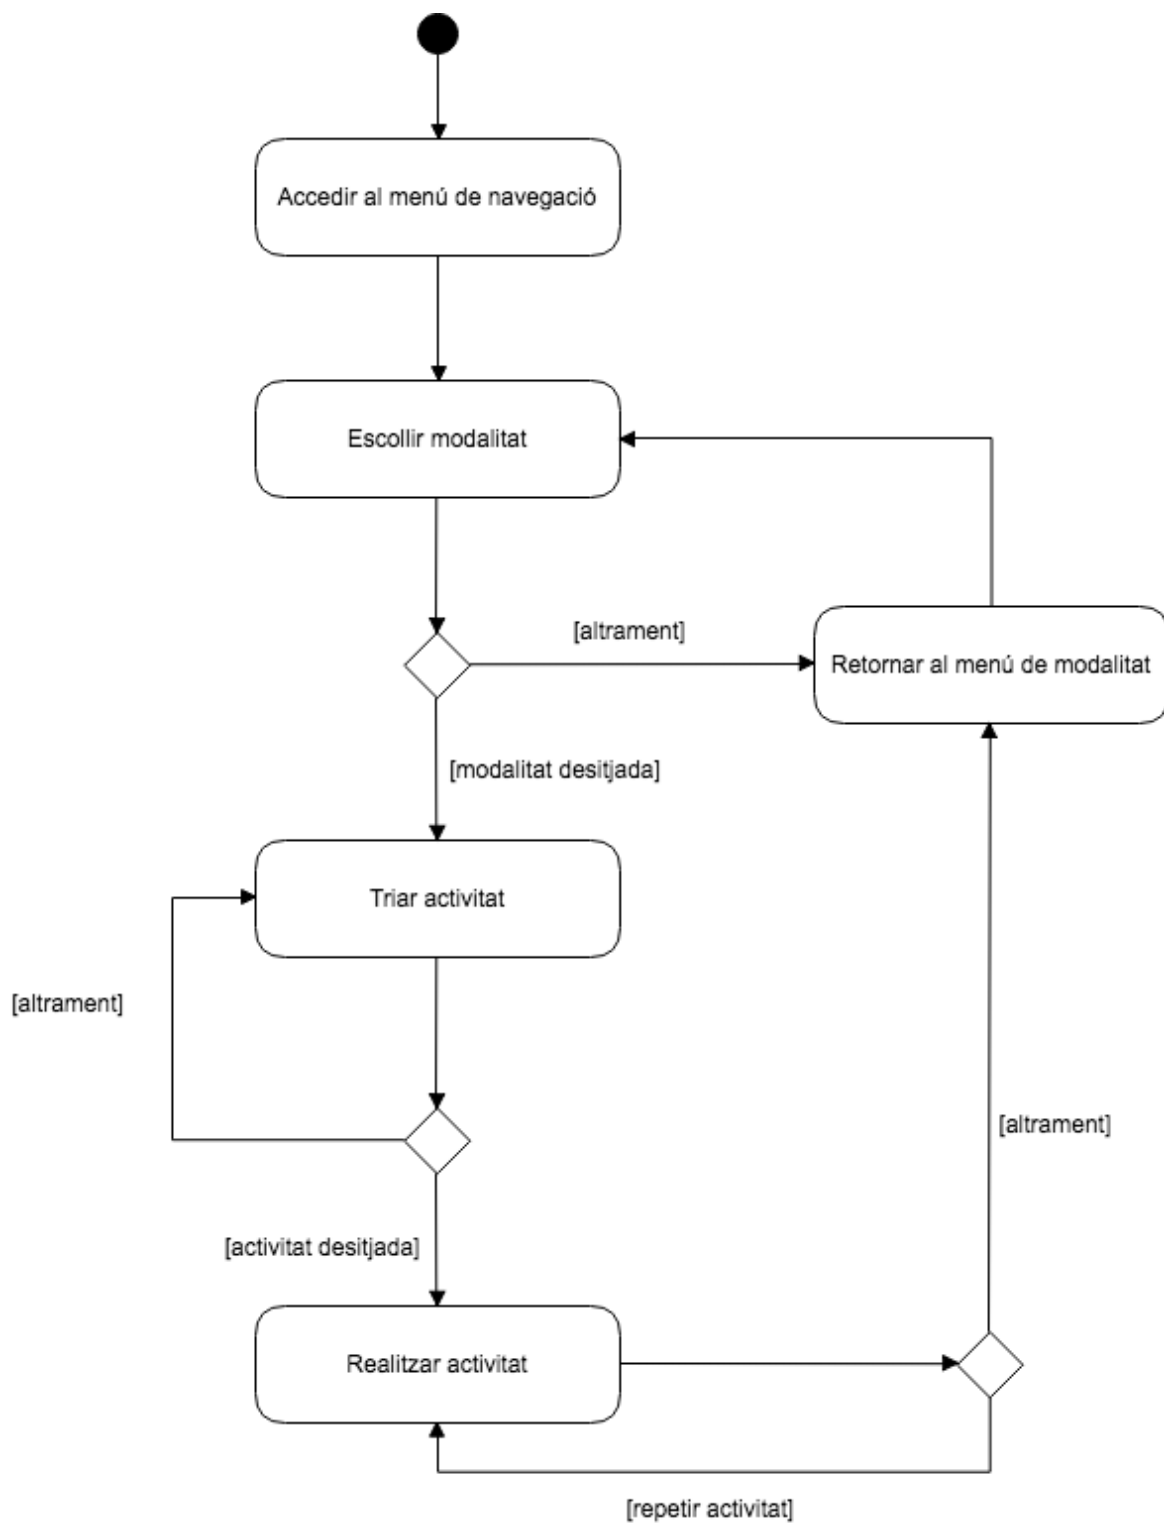 Accedir al menú de navegació
Escollir modalitat
[altrament]
Retornar al menú de modalitat
[modalitat desitjada]
Triar activitat
[altrament]
[altrament]
[activitat desitjada]
Realitzar activitat
[repetir activitat]